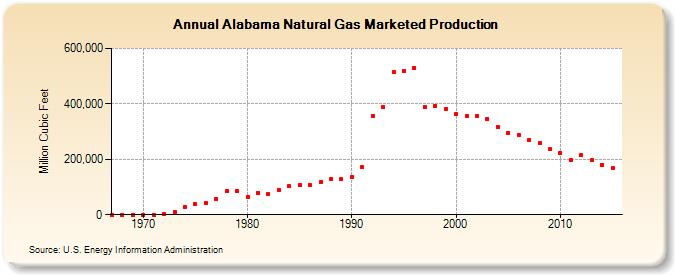 Annual Alabama Natural Gas Marketed Production
Million Cubic Feet
600,000
400,000
200,000
0
1970 1980 1990 2000 2010
Source: U.S. Energy Information Administration